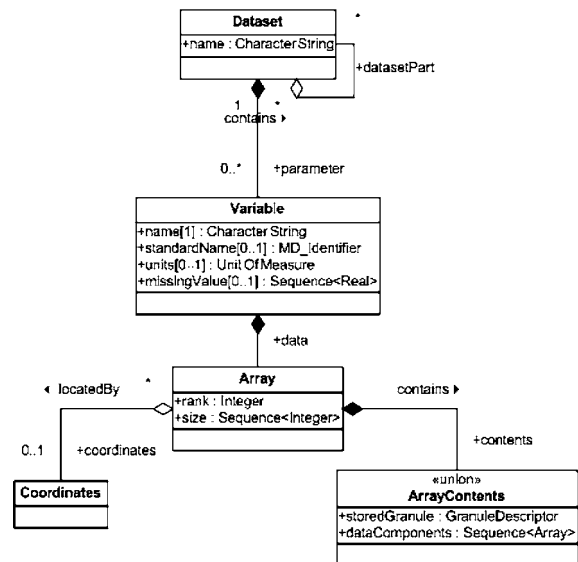 Dataset
*
+name : CharacterString
+datasetPart
1
*
contains
0..*
+parameter
Variable
+name[1] : CharacterString
+standardName[0..1] : MD_Identifier
+units[0..1] : UnitOfMeasure
+missingValue[0..1] : Sequence<Real>
+data
Array
locatedBy
*
contains
+rank : Integer
+size : Sequence<Integer>
0..1
+coordinates
+contents
Coordinates
«union»
ArrayContents
+storedGranule : GranuleDescriptor
+dataComponents : Sequence<Array>